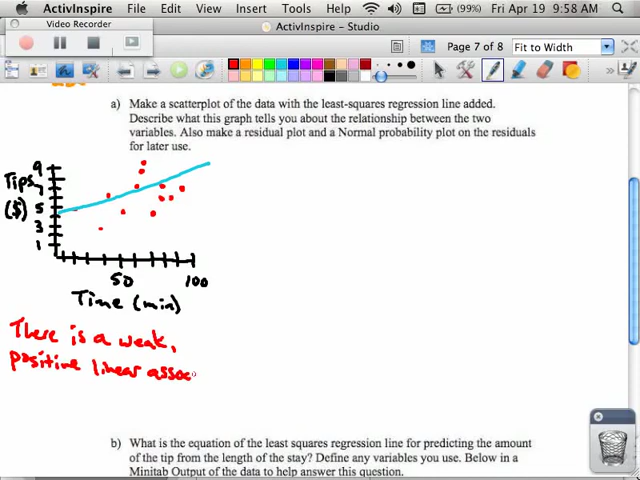 ActivInspire File Edit View Insert Tools Help (99%) Fri Apr 19 9:58 AM
ActivInspire – Studio
Video Recorder
Page 7 of 8 Fit to Width
a) Make a scatterplot of the data with the least-squares regression line added.
Describe what this graph tells you about the relationship between the two
variables. Also make a residual plot and a Normal probability plot on the residuals
for later use.
9
Tips 7
($) 5
3
1
50 100
Time (min)
There is a weak,
positive linear assoc
b) What is the equation of the least squares regression line for predicting the amount
of the tip from the length of the stay? Define any variables you use. Below in a
Minitab Output of the data to help answer this question.